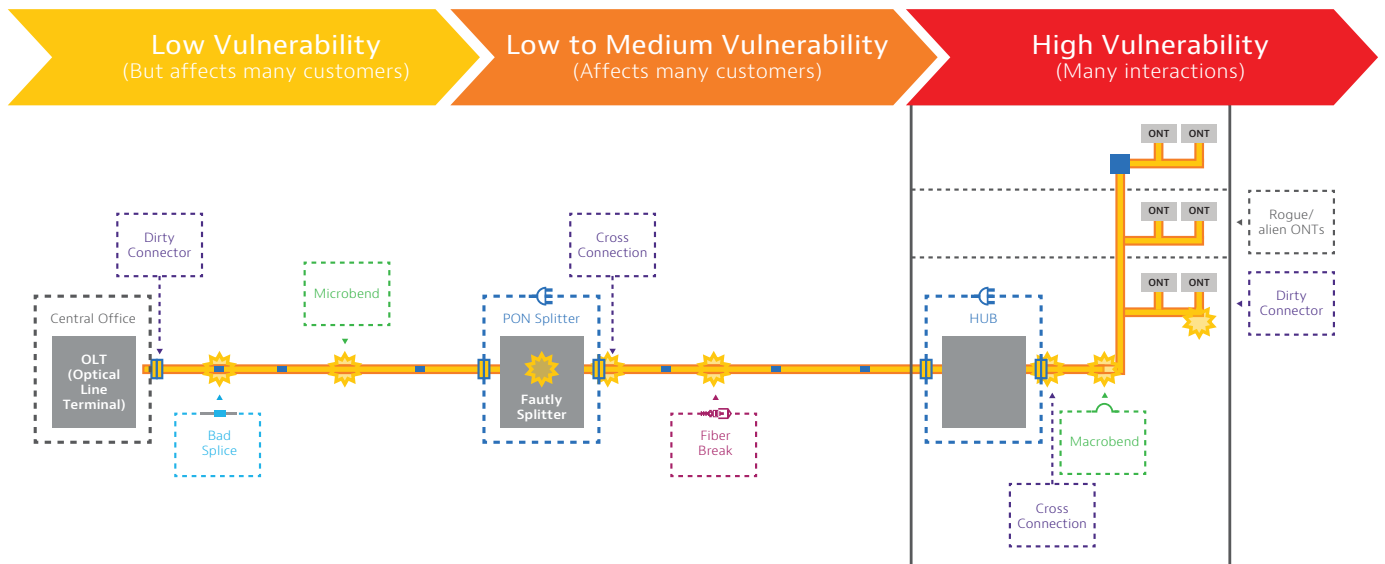 Low Vulnerability
(But affects many customers)
Low to Medium Vulnerability
(Affects many customers)
High Vulnerability
(Many interactions)
ONT
ONT
Dirty
Connector
Cross
Connection
ONT
ONT
Rogue/
alien ONTs
Microbend
ONT
ONT
Dirty
Connector
Central Office
OLT
(Optical
Line
Terminal)
PON Splitter
Fautly
Splitter
HUB
Bad
Splice
Fiber
Break
Macrobend
Cross
Connection